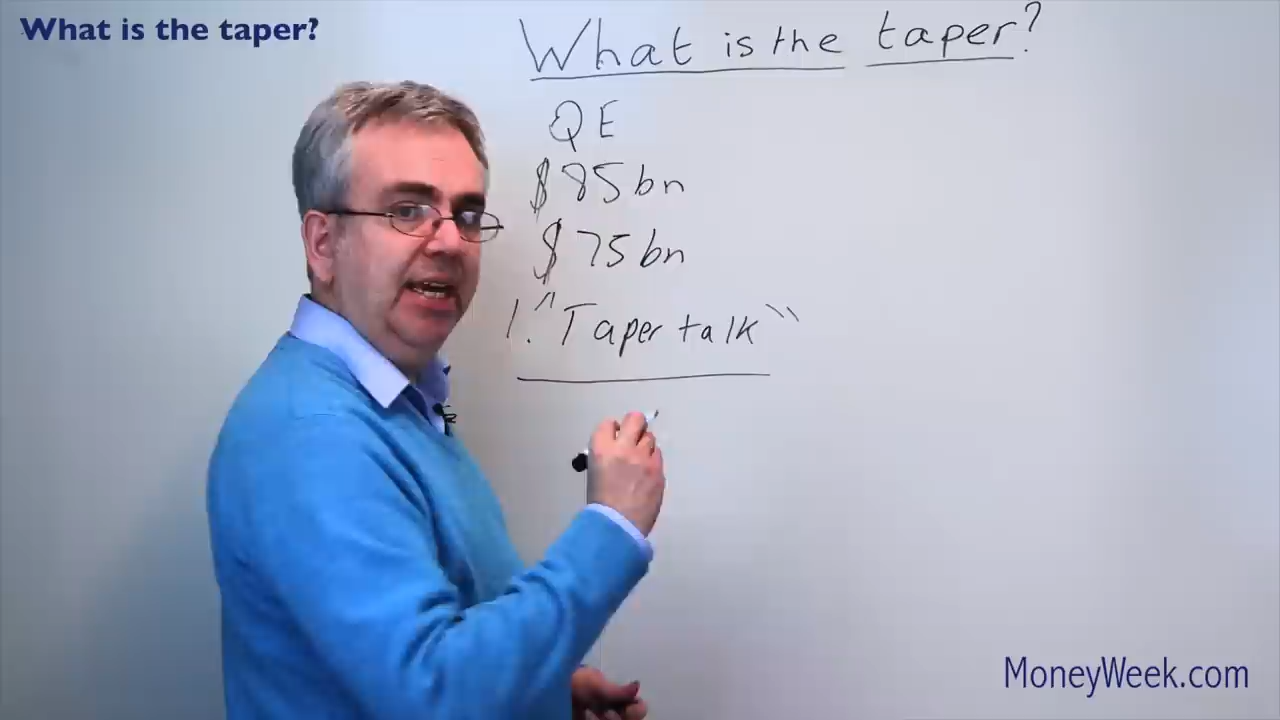 What is the taper?
What is the taper?
QE
$85bn
$75bn
1. "Taper talk"
MoneyWeek.com